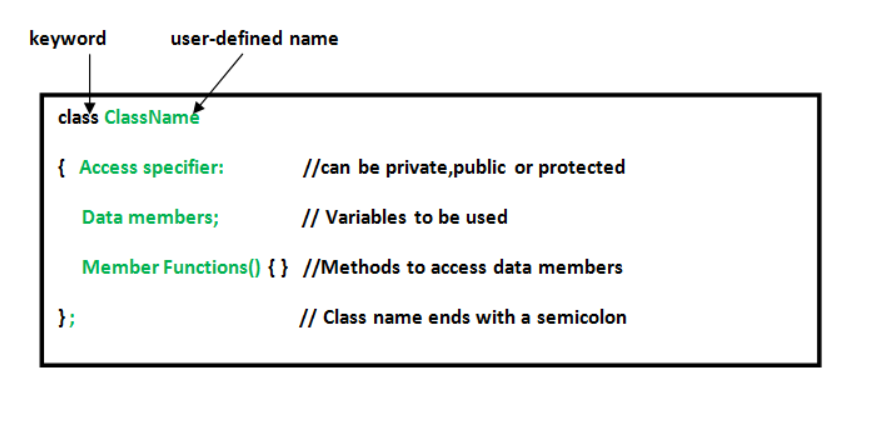 keyword user-defined name
class ClassName
{ Access specifier: //can be private,public or protected
Data members; // Variables to be used
Member Functions() { } //Methods to access data members
} ; // Class name ends with a semicolon